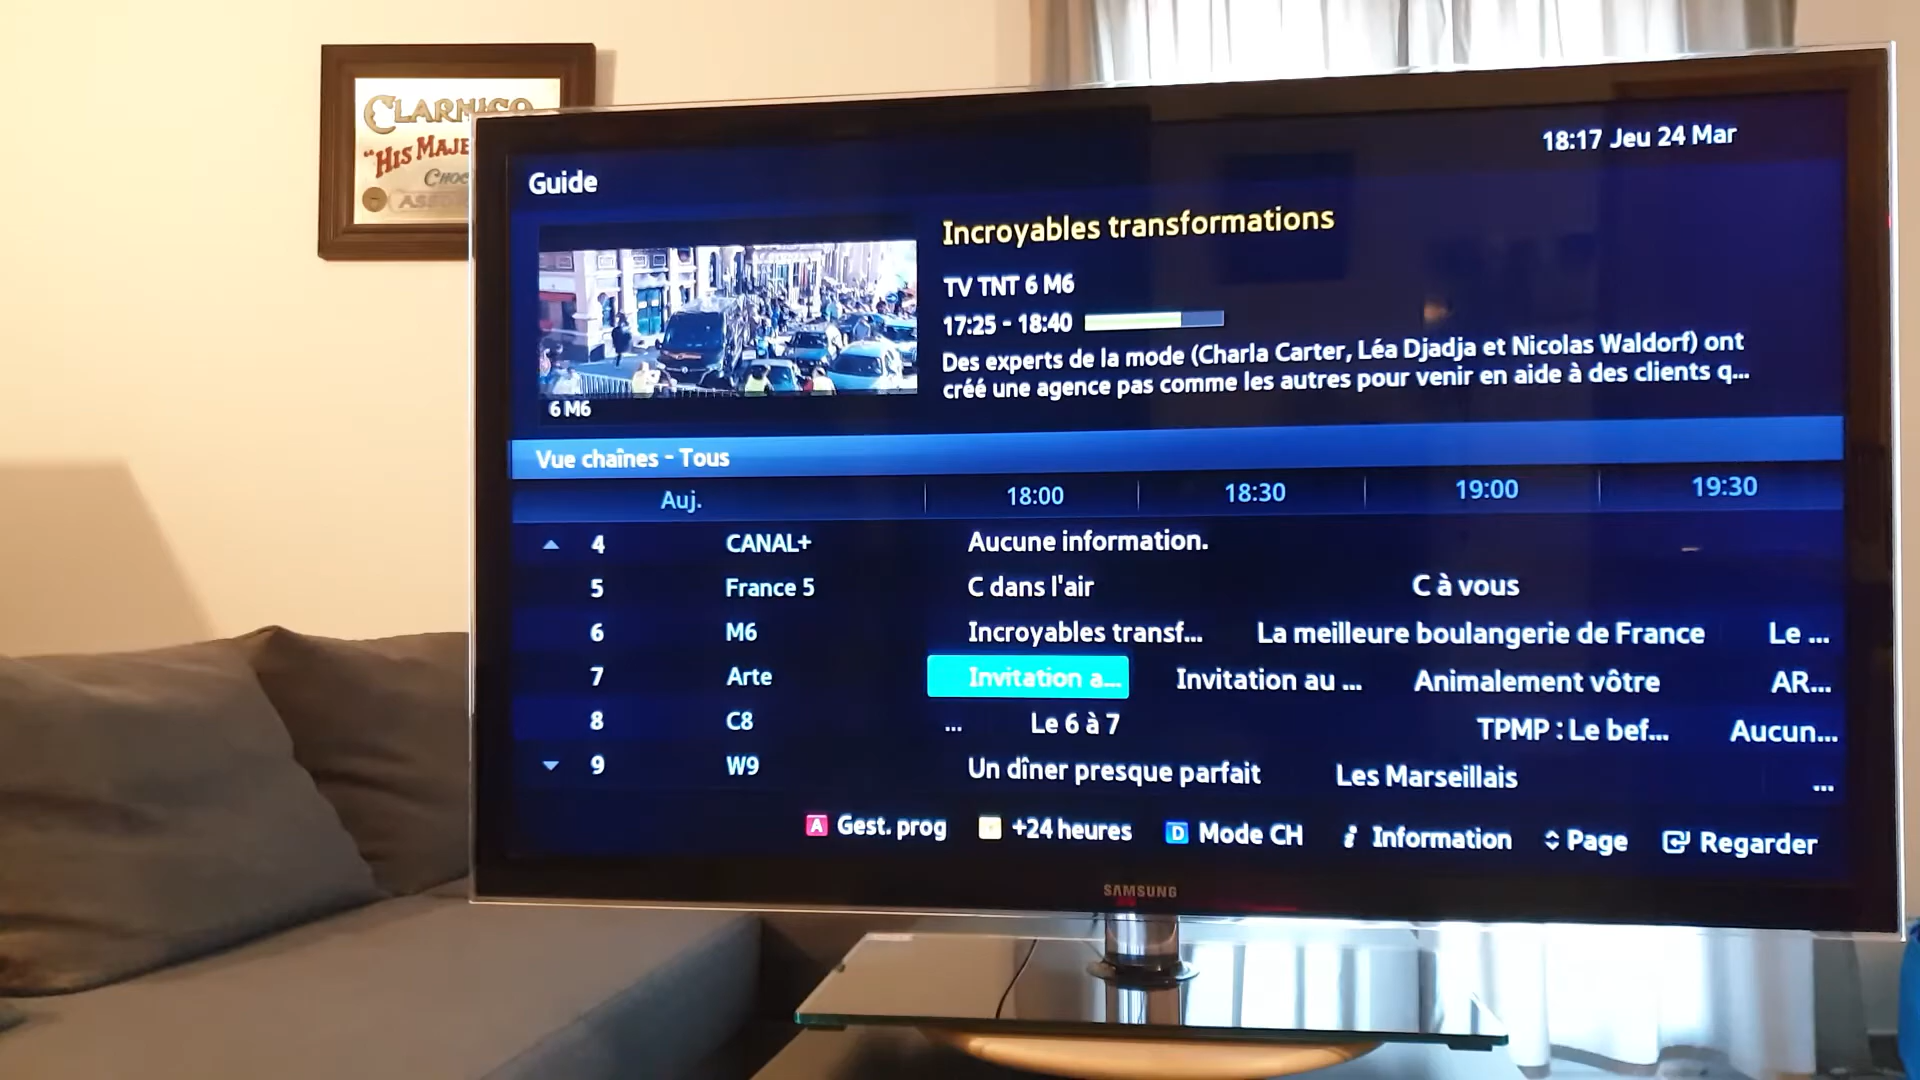 CLARNICO
"HIS MAJE
CHOC
ASSO
18:17 Jeu 24 Mar
Guide
Incroyables transformations
TV TNT 6 M6
17:25 - 18:40
Des experts de la mode (Charla Carter, Léa Djadja et Nicolas Waldorf) ont
créé une agence pas comme les autres pour venir en aide à des clients q...
6 M6
Vue chaînes - Tous
Auj. 18:00 18:30 19:00 19:30
4 CANAL+ Aucune information.
5 France 5 C dans l'air C à vous
6 M6 Incroyables transf... La meilleure boulangerie de France Le ...
7 Arte Invitation a... Invitation au ... Animalement vôtre AR...
8 C8 ... Le 6 à 7 TPMP : Le bef... Aucun...
9 W9 Un dîner presque parfait Les Marseillais ...
A Gest. prog +24 heures D Mode CH i Information Page Regarder
SAMSUNG